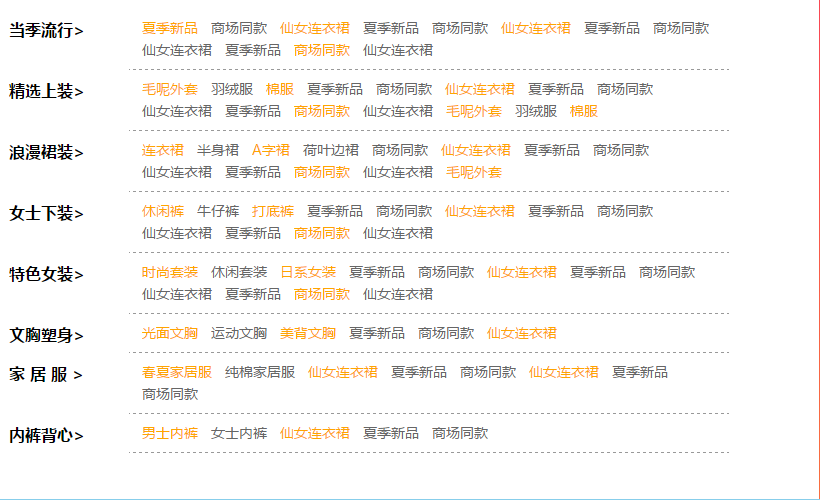 当季流行> 夏季新品 商场同款 仙女连衣裙 夏季新品 商场同款 仙女连衣裙 夏季新品 商场同款
仙女连衣裙 夏季新品 商场同款 仙女连衣裙
精选上装> 毛呢外套 羽绒服 棉服 夏季新品 商场同款 仙女连衣裙 夏季新品 商场同款
仙女连衣裙 夏季新品 商场同款 仙女连衣裙 毛呢外套 羽绒服 棉服
浪漫裙装> 连衣裙 半身裙 A字裙 荷叶边裙 商场同款 仙女连衣裙 夏季新品 商场同款
仙女连衣裙 夏季新品 商场同款 仙女连衣裙 毛呢外套
女士下装> 休闲裤 牛仔裤 打底裤 夏季新品 商场同款 仙女连衣裙 夏季新品 商场同款
仙女连衣裙 夏季新品 商场同款 仙女连衣裙
特色女装> 时尚套装 休闲套装 日系女装 夏季新品 商场同款 仙女连衣裙 夏季新品 商场同款
仙女连衣裙 夏季新品 商场同款 仙女连衣裙
文胸塑身> 光面文胸 运动文胸 美背文胸 夏季新品 商场同款 仙女连衣裙
家 居 服 > 春夏家居服 纯棉家居服 仙女连衣裙 夏季新品 商场同款 仙女连衣裙 夏季新品
商场同款
内裤背心> 男士内裤 女士内裤 仙女连衣裙 夏季新品 商场同款